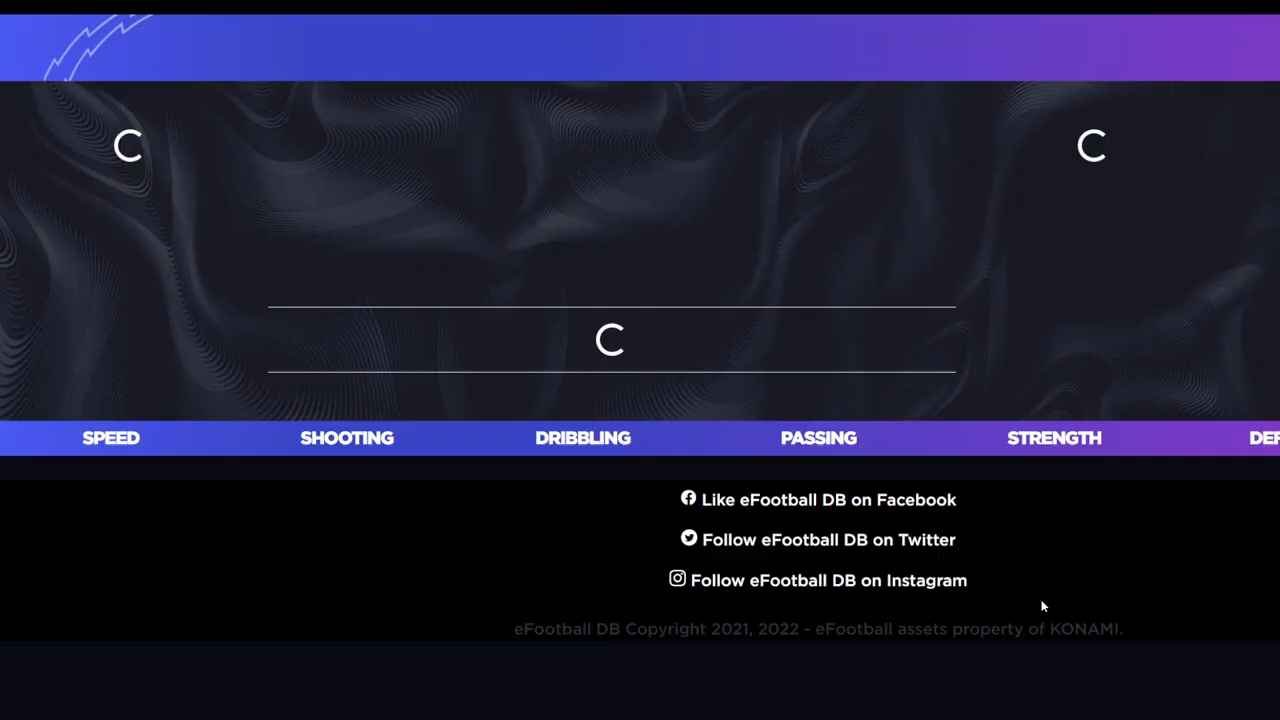 SPEED SHOOTING DRIBBLING PASSING STRENGTH
Like eFootball DB on Facebook
Follow eFootball DB on Twitter
Follow eFootball DB on Instagram
eFootball DB Copyright 2021, 2022 - eFootball assets property of KONAMI.